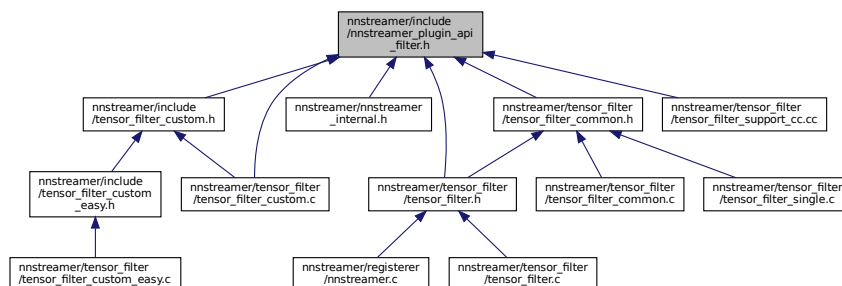 nnstreamer/include
/nnstreamer_plugin_api
_filter.h
nnstreamer/include
/tensor_filter_custom.h
nnstreamer/nnstreamer
_internal.h
nnstreamer/tensor_filter
/tensor_filter_common.h
nnstreamer/tensor_filter
/tensor_filter_support_cc.cc
nnstreamer/include
/tensor_filter_custom
_easy.h
nnstreamer/tensor_filter
/tensor_filter_custom.c
nnstreamer/tensor_filter
/tensor_filter.h
nnstreamer/tensor_filter
/tensor_filter_common.c
nnstreamer/tensor_filter
/tensor_filter_single.c
nnstreamer/tensor_filter
/tensor_filter_custom_easy.c
nnstreamer/registerer
/nnstreamer.c
nnstreamer/tensor_filter
/tensor_filter.c